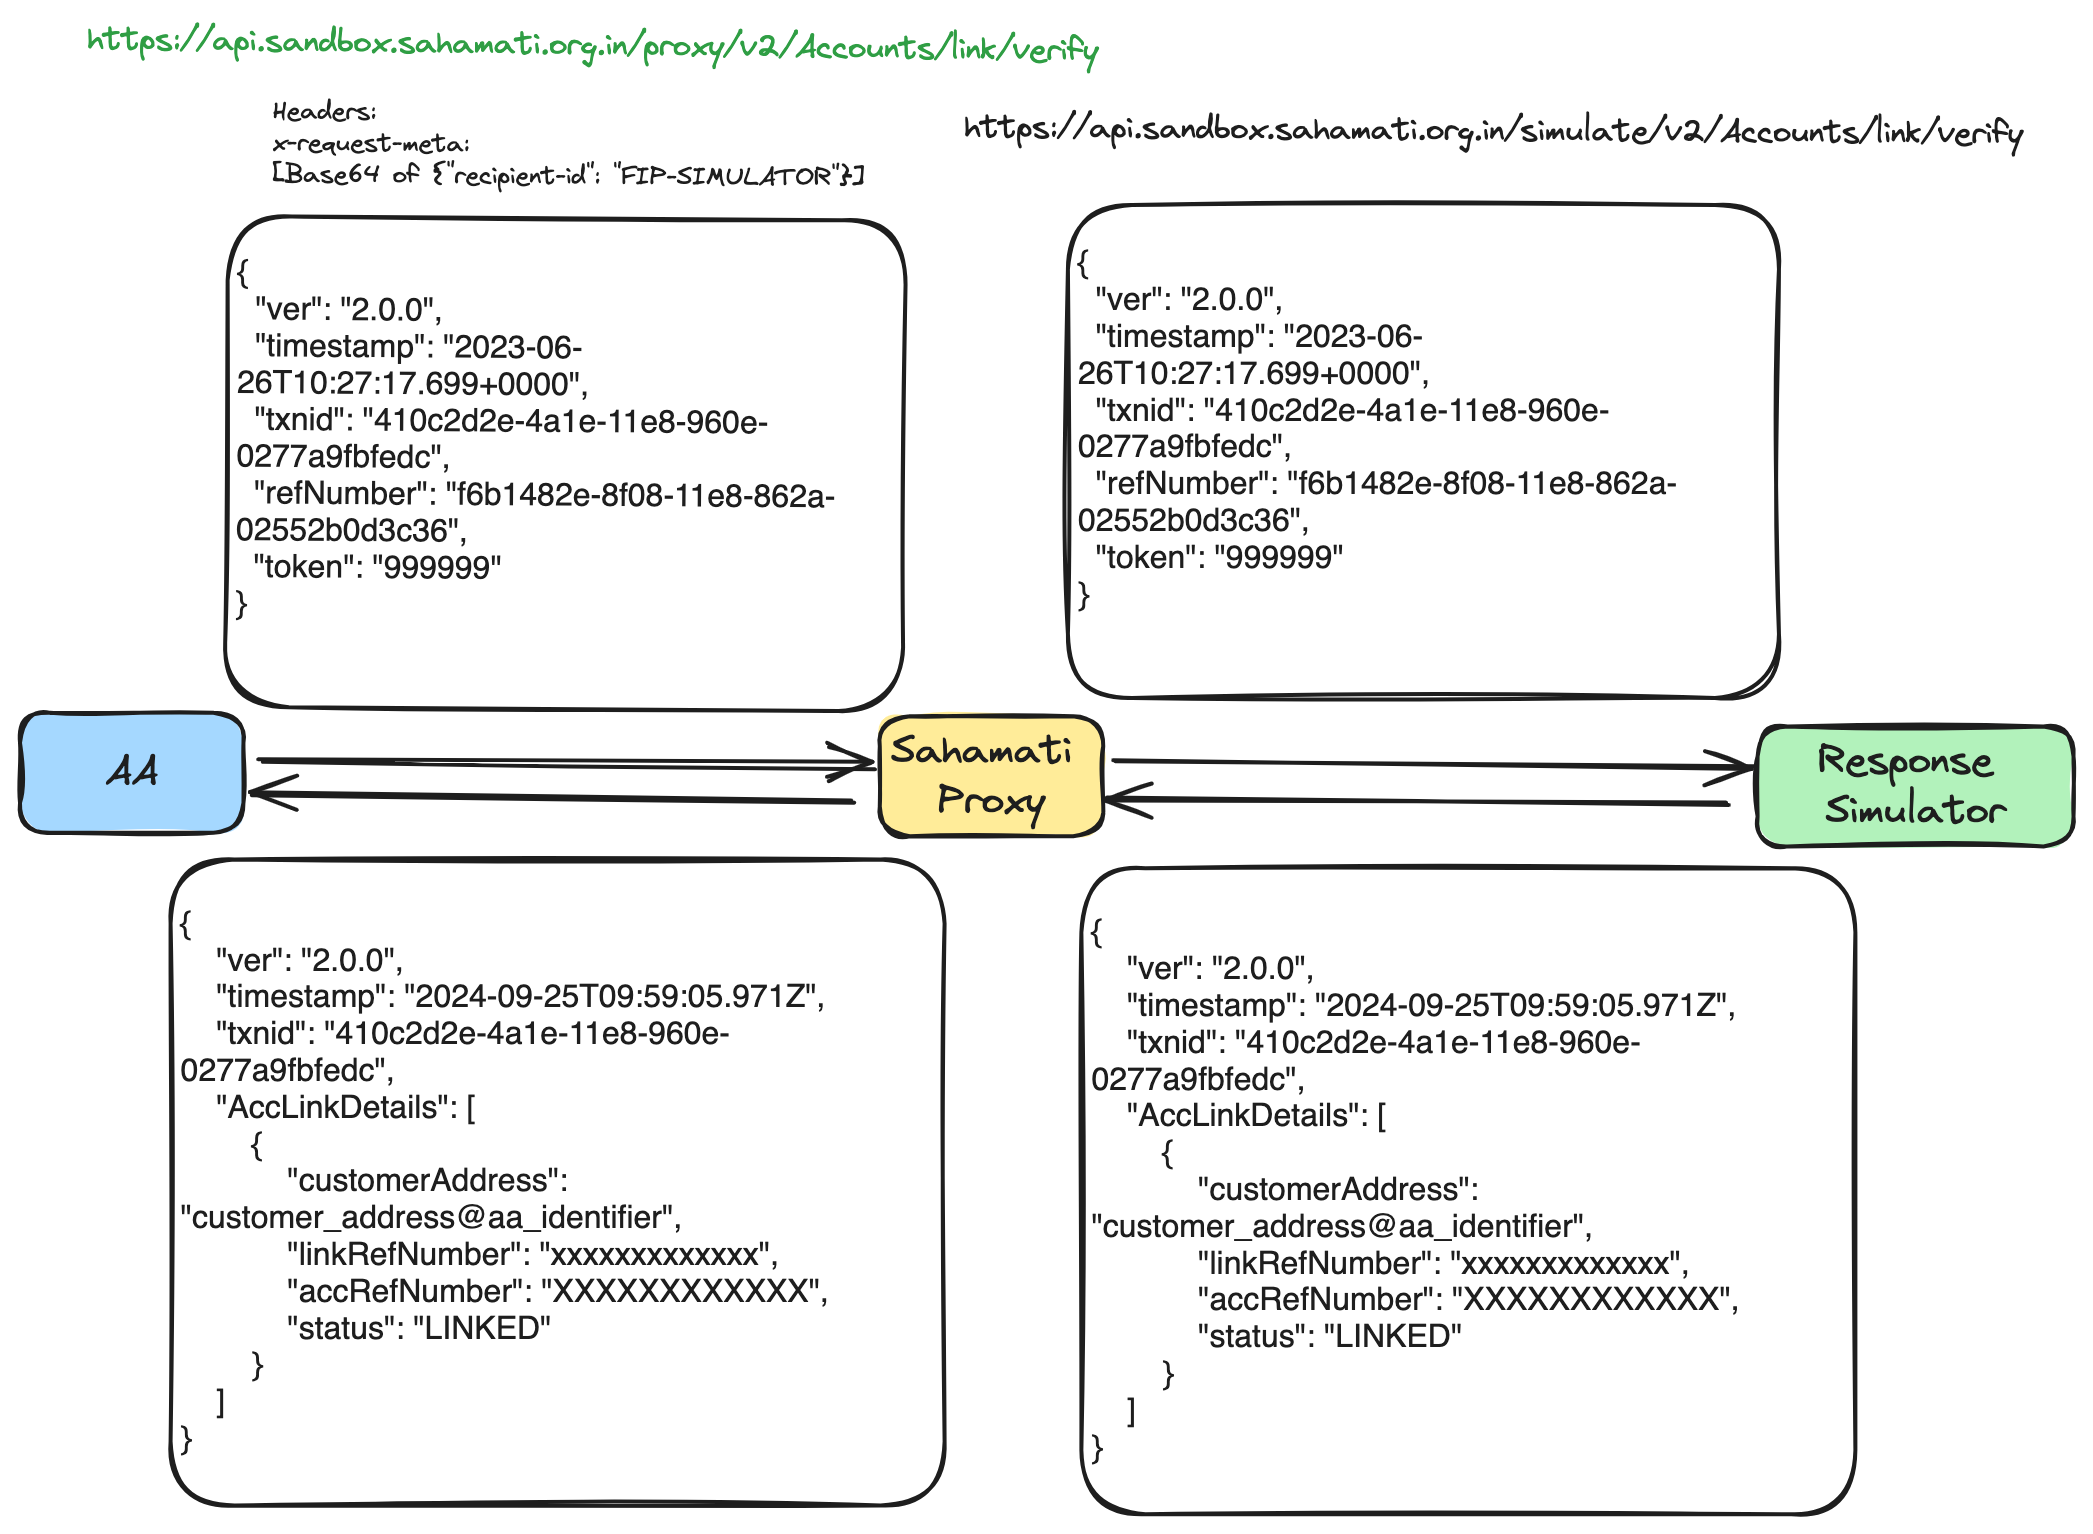 https://api.sandbox.sahamati.org.in/proxy/v2/Accounts/link/verify
Headers:
x-request-meta:
[Base64 of {"recipient-id": "FIP-SIMULATOR"}]
https://api.sandbox.sahamati.org.in/simulate/v2/Accounts/link/verify
{
"ver": "2.0.0",
"timestamp": "2023-06-
26T10:27:17.699+0000",
"txnid": "410c2d2e-4a1e-11e8-960e-
0277a9fbfedc",
"refNumber": "f6b1482e-8f08-11e8-862a-
02552b0d3c36",
"token": "999999"
}
{
"ver": "2.0.0",
"timestamp": "2023-06-
26T10:27:17.699+0000",
"txnid": "410c2d2e-4a1e-11e8-960e-
0277a9fbfedc",
"refNumber": "f6b1482e-8f08-11e8-862a-
02552b0d3c36",
"token": "999999"
}
AA
Sahamati
Proxy
Response
Simulator
{
"ver": "2.0.0",
"timestamp": "2024-09-25T09:59:05.971Z",
"txnid": "410c2d2e-4a1e-11e8-960e-
0277a9fbfedc",
"AccLinkDetails": [
{
"customerAddress":
"customer_address@aa_identifier",
"linkRefNumber": "xxxxxxxxxxxxx",
"accRefNumber": "XXXXXXXXXXXX",
"status": "LINKED"
}
]
}
{
"ver": "2.0.0",
"timestamp": "2024-09-25T09:59:05.971Z",
"txnid": "410c2d2e-4a1e-11e8-960e-
0277a9fbfedc",
"AccLinkDetails": [
{
"customerAddress":
"customer_address@aa_identifier",
"linkRefNumber": "xxxxxxxxxxxxx",
"accRefNumber": "XXXXXXXXXXXX",
"status": "LINKED"
}
]
}